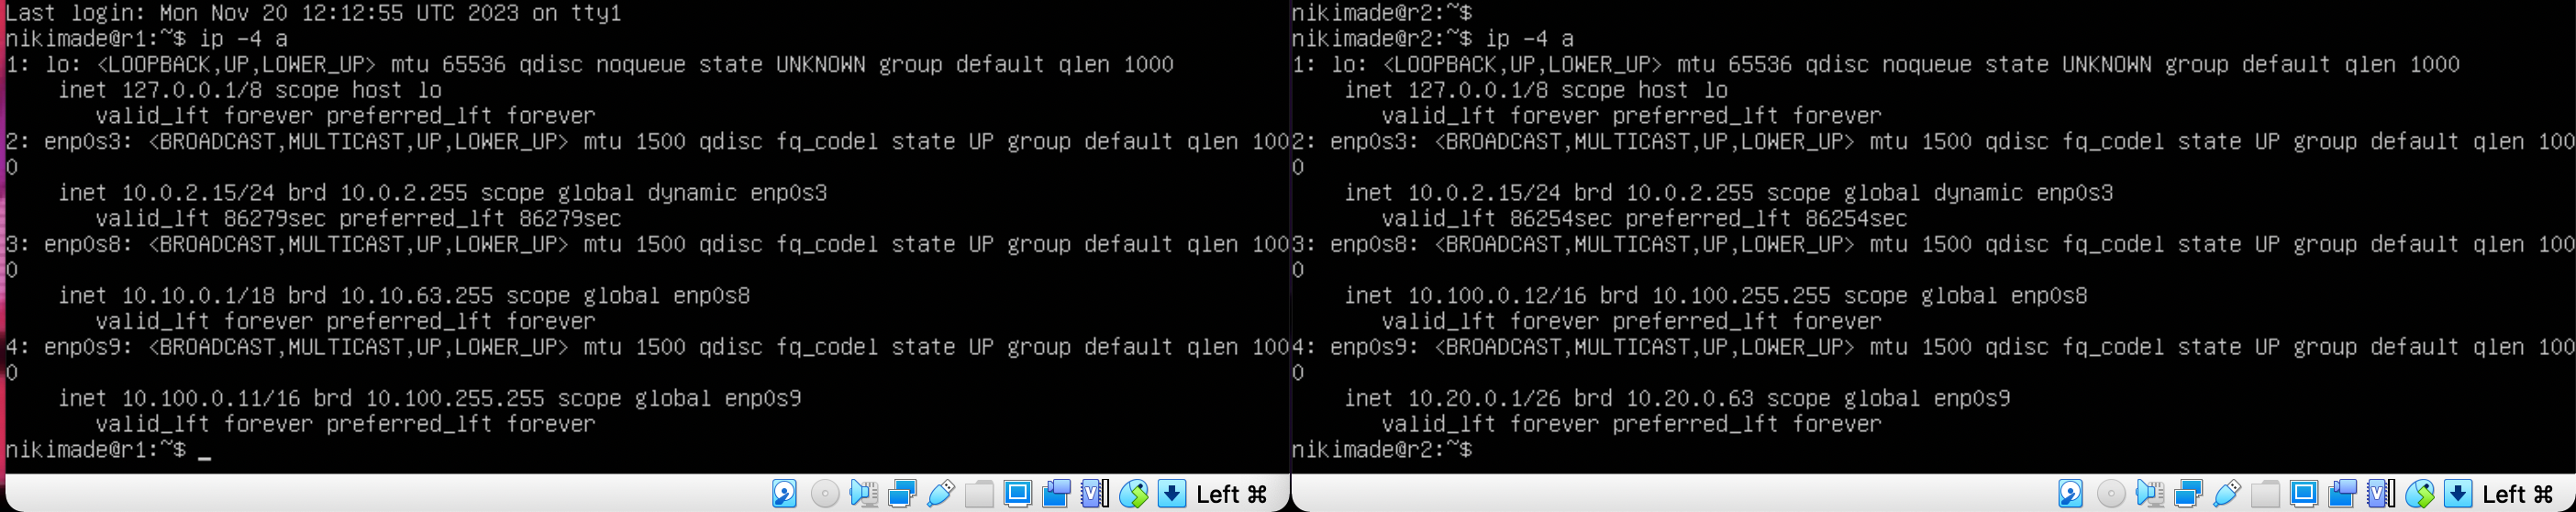 Last login: Mon Nov 20 12:12:55 UTC 2023 on tty1
nikimade@r1:~$ ip -4 a
1: lo: <LOOPBACK,UP,LOWER_UP> mtu 65536 qdisc noqueue state UNKNOWN group default qlen 1000
    inet 127.0.0.1/8 scope host lo
       valid_lft forever preferred_lft forever
2: enp0s3: <BROADCAST,MULTICAST,UP,LOWER_UP> mtu 1500 qdisc fq_codel state UP group default qlen 100
0
    inet 10.0.2.15/24 brd 10.0.2.255 scope global dynamic enp0s3
       valid_lft 86279sec preferred_lft 86279sec
3: enp0s8: <BROADCAST,MULTICAST,UP,LOWER_UP> mtu 1500 qdisc fq_codel state UP group default qlen 100
0
    inet 10.10.0.1/18 brd 10.10.63.255 scope global enp0s8
       valid_lft forever preferred_lft forever
4: enp0s9: <BROADCAST,MULTICAST,UP,LOWER_UP> mtu 1500 qdisc fq_codel state UP group default qlen 100
0
    inet 10.100.0.11/16 brd 10.100.255.255 scope global enp0s9
       valid_lft forever preferred_lft forever
nikimade@r1:~$ _
Left ⌘
nikimade@r2:~$
nikimade@r2:~$ ip -4 a
1: lo: <LOOPBACK,UP,LOWER_UP> mtu 65536 qdisc noqueue state UNKNOWN group default qlen 1000
    inet 127.0.0.1/8 scope host lo
       valid_lft forever preferred_lft forever
2: enp0s3: <BROADCAST,MULTICAST,UP,LOWER_UP> mtu 1500 qdisc fq_codel state UP group default qlen 100
0
    inet 10.0.2.15/24 brd 10.0.2.255 scope global dynamic enp0s3
       valid_lft 86254sec preferred_lft 86254sec
3: enp0s8: <BROADCAST,MULTICAST,UP,LOWER_UP> mtu 1500 qdisc fq_codel state UP group default qlen 100
0
    inet 10.100.0.12/16 brd 10.100.255.255 scope global enp0s8
       valid_lft forever preferred_lft forever
4: enp0s9: <BROADCAST,MULTICAST,UP,LOWER_UP> mtu 1500 qdisc fq_codel state UP group default qlen 100
0
    inet 10.20.0.1/26 brd 10.20.0.63 scope global enp0s9
       valid_lft forever preferred_lft forever
nikimade@r2:~$
Left ⌘